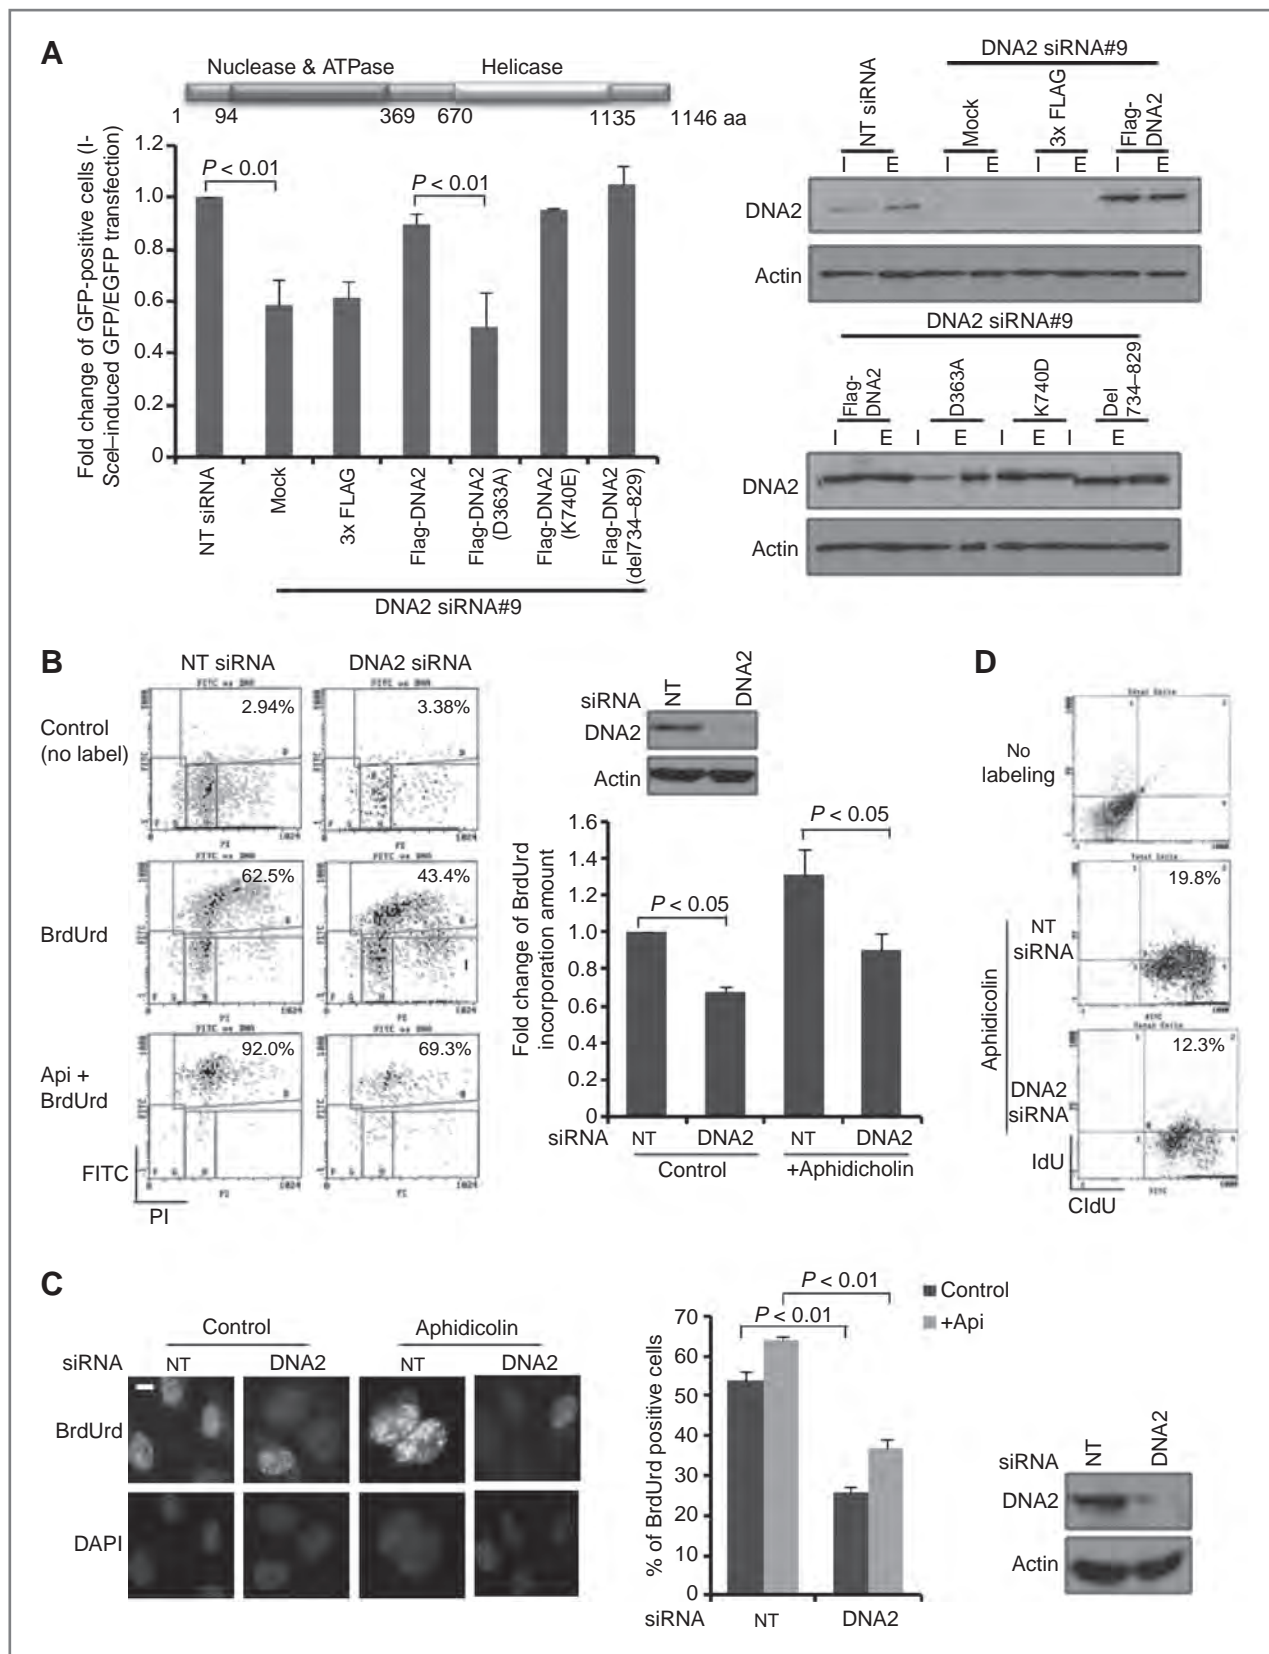 A
Nuclease & ATPase
Helicase
1
94
369
670
1135
1146 aa
Fold change of GFP-positive cells (I-
SceI–induced GFP/EGFP transfection)
1.2
1.0
0.8
0.6
0.4
0.2
0
P < 0.01
P < 0.01
NT siRNA
Mock
3x FLAG
Flag-DNA2
Flag-DNA2
(D363A)
Flag-DNA2
(K740E)
Flag-DNA2
(del734–829)
DNA2 siRNA#9
DNA2 siRNA#9
NT siRNA
Mock
3x FLAG
Flag-
DNA2
I E I E I E I E
DNA2
Actin
DNA2 siRNA#9
Flag-
DNA2
D363A
K740D
Del
734–829
I E I E I E I E
DNA2
Actin
B
NT siRNA
DNA2 siRNA
Control
(no label)
2.94%
3.38%
BrdUrd
62.5%
43.4%
Api +
BrdUrd
92.0%
69.3%
FITC
PI
siRNA
NT
DNA2
DNA2
Actin
Fold change of BrdUrd
incorporation amount
1.6
1.4
1.2
1.0
0.8
0.6
0.4
0.2
0
P < 0.05
P < 0.05
siRNA
NT
DNA2
NT
DNA2
Control
+Aphidicholin
D
No
labeling
Aphidicolin
NT
siRNA
19.8%
DNA2
siRNA
12.3%
IdU
CIdU
C
Control
Aphidicolin
siRNA
NT
DNA2
NT
DNA2
BrdUrd
DAPI
% of BrdUrd positive cells
70
60
50
40
30
20
10
0
P < 0.01
P < 0.01
Control
+Api
siRNA
NT
DNA2
siRNA
NT
DNA2
DNA2
Actin